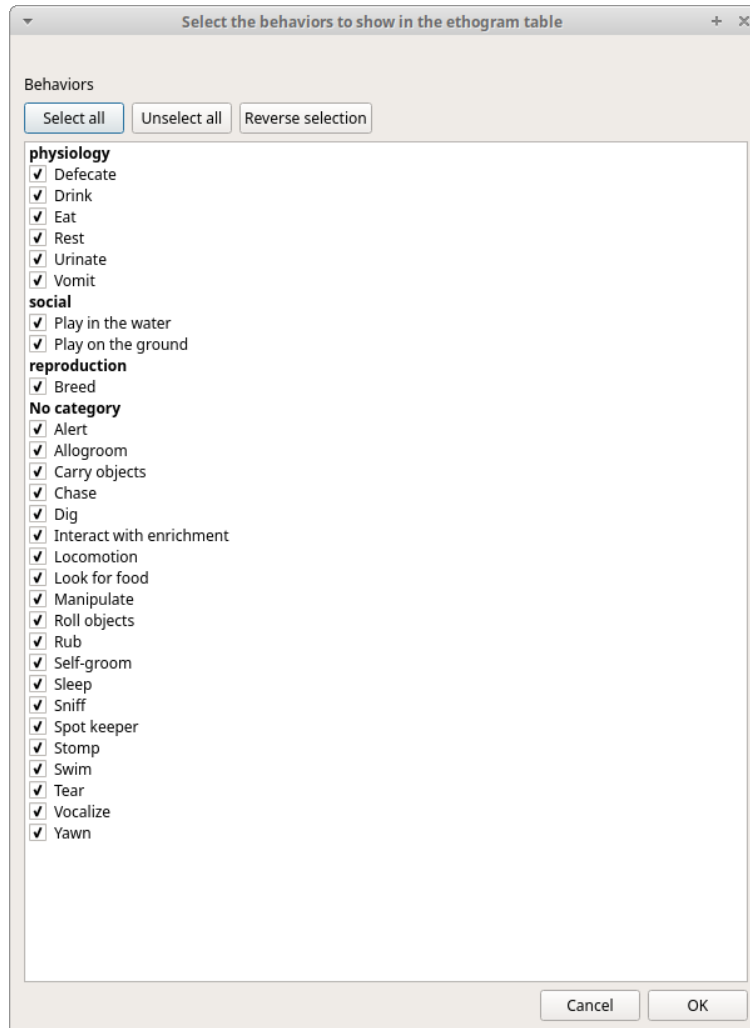 Select the behaviors to show in the ethogram table
Behaviors
Select all Unselect all Reverse selection
physiology
Defecate
Drink
Eat
Rest
Urinate
Vomit
social
Play in the water
Play on the ground
reproduction
Breed
No category
Alert
Allogroom
Carry objects
Chase
Dig
Interact with enrichment
Locomotion
Look for food
Manipulate
Roll objects
Rub
Self-groom
Sleep
Sniff
Spot keeper
Stomp
Swim
Tear
Vocalize
Yawn
Cancel OK